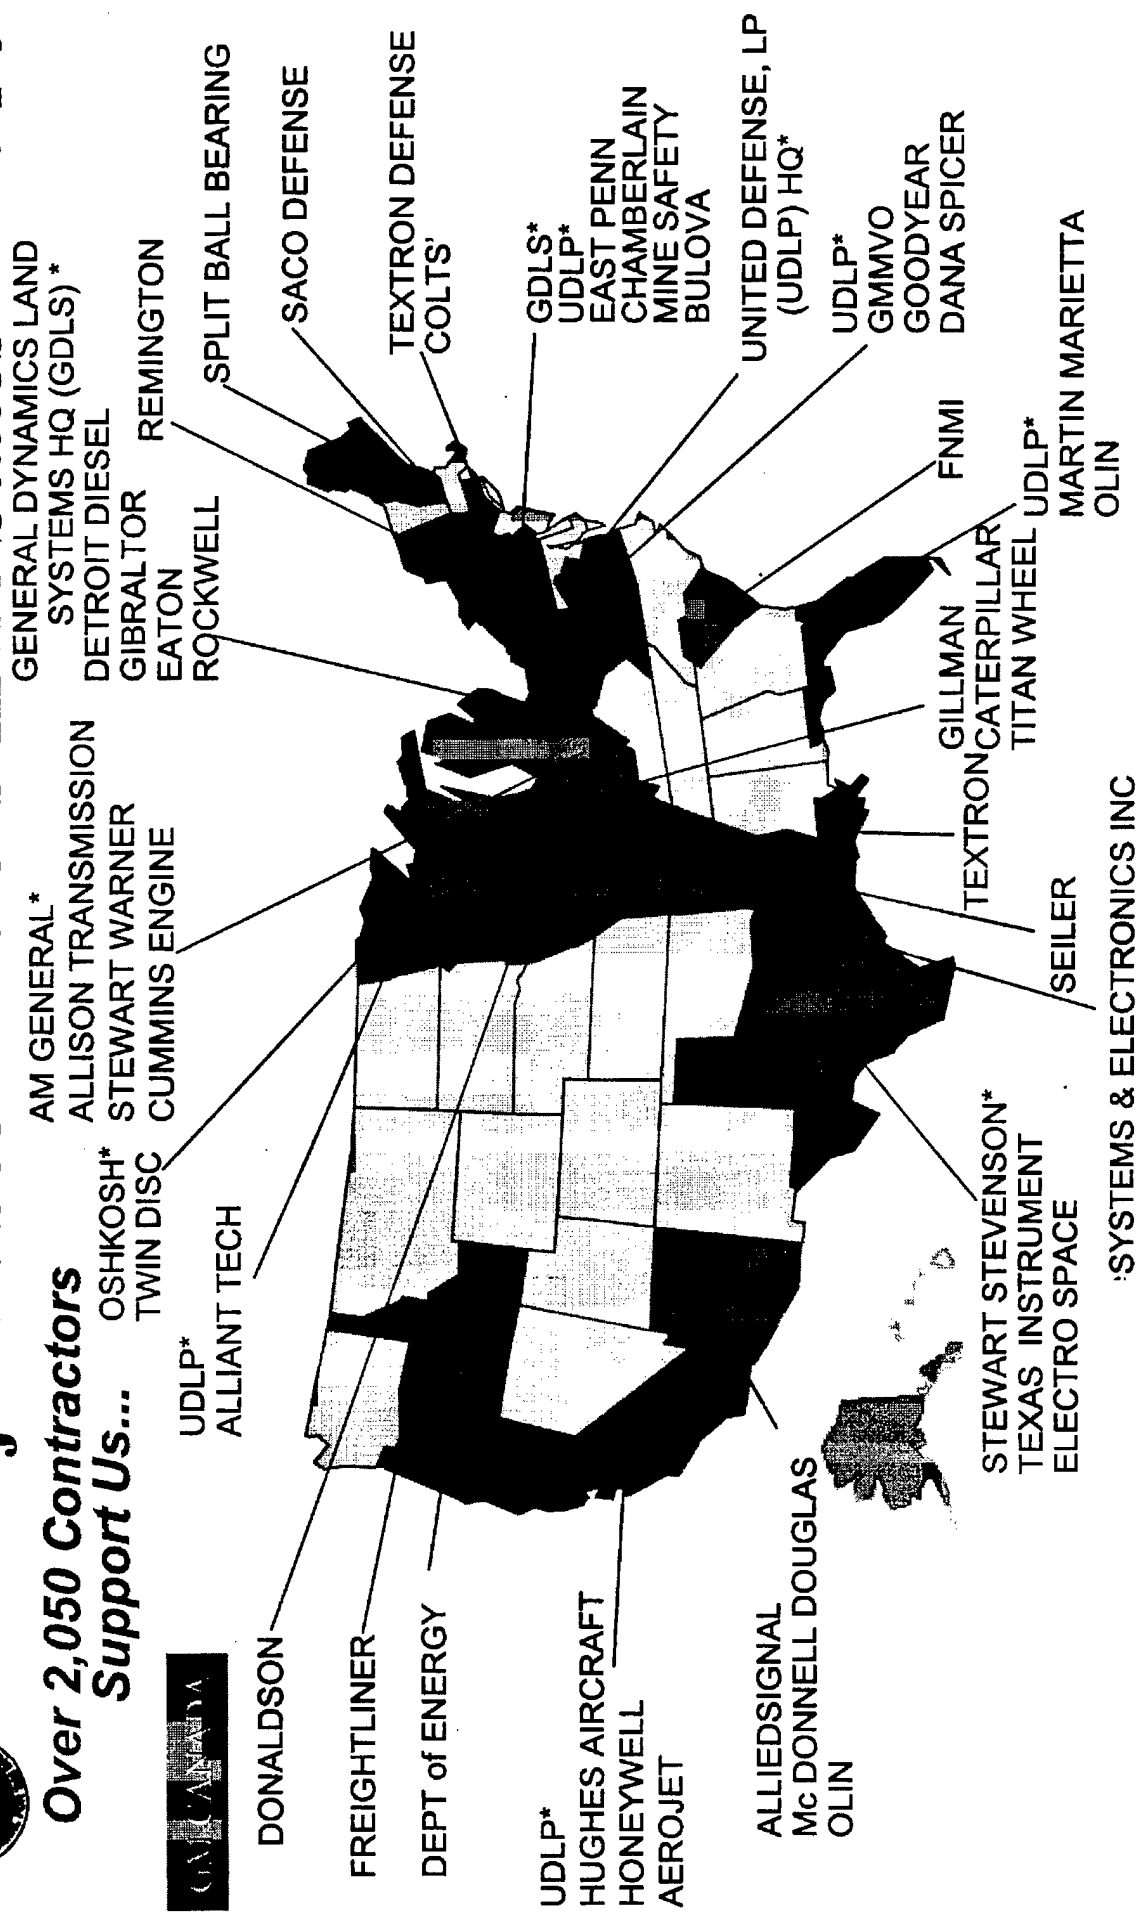 Over 2,050 Contractors
Support Us...
GM CANADA
DONALDSON
FREIGHTLINER
DEPT of ENERGY
UDLP*
HUGHES AIRCRAFT
HONEYWELL
AEROJET
ALLIEDSIGNAL
Mc DONNELL DOUGLAS
OLIN
UDLP*
ALLIANT TECH
OSHKOSH*
TWIN DISC
AM GENERAL*
ALLISON TRANSMISSION
STEWART WARNER
CUMMINS ENGINE
GENERAL DYNAMICS LAND
SYSTEMS HQ (GDLS) *
DETROIT DIESEL
GIBRALTOR
EATON
ROCKWELL
REMINGTON
SPLIT BALL BEARING
SACO DEFENSE
TEXTRON DEFENSE
COLTS'
GDLS*
UDLP*
EAST PENN
CHAMBERLAIN
MINE SAFETY
BULOVA
UNITED DEFENSE, LP
(UDLP) HQ*
UDLP*
GMMVO
GOODYEAR
DANA SPICER
FNMI
UDLP*
MARTIN MARIETTA
OLIN
GILLMAN
CATERPILLAR
TITAN WHEEL
TEXTRON
SEILER
SYSTEMS & ELECTRONICS INC
STEWART STEVENSON*
TEXAS INSTRUMENT
ELECTRO SPACE